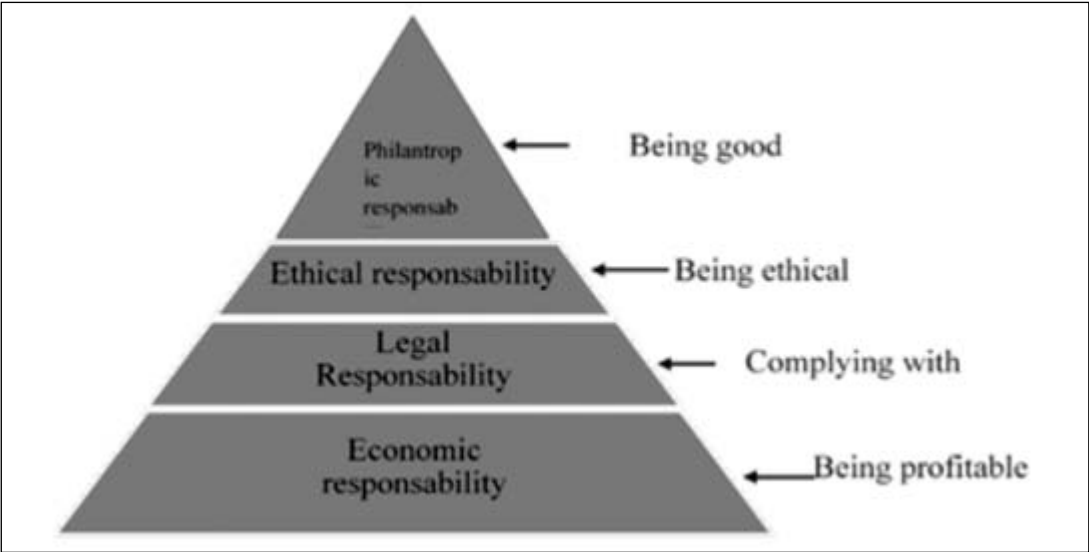 Philantrop
ic
responsab
Being good
Ethical responsability
Being ethical
Legal
Responsability
Complying with
Economic
responsability
Being profitable